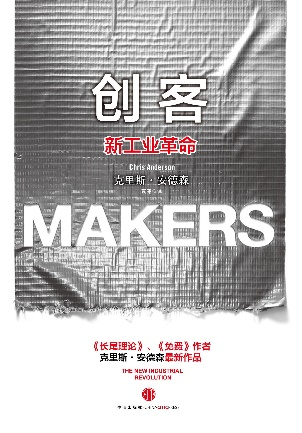 创客
新工业革命
Chris Anderson
克里斯·安德森
MAKERS
《长尾理论》、《免费》作者
克里斯·安德森最新作品
THE NEW INDUSTRIAL
REVOLUTION